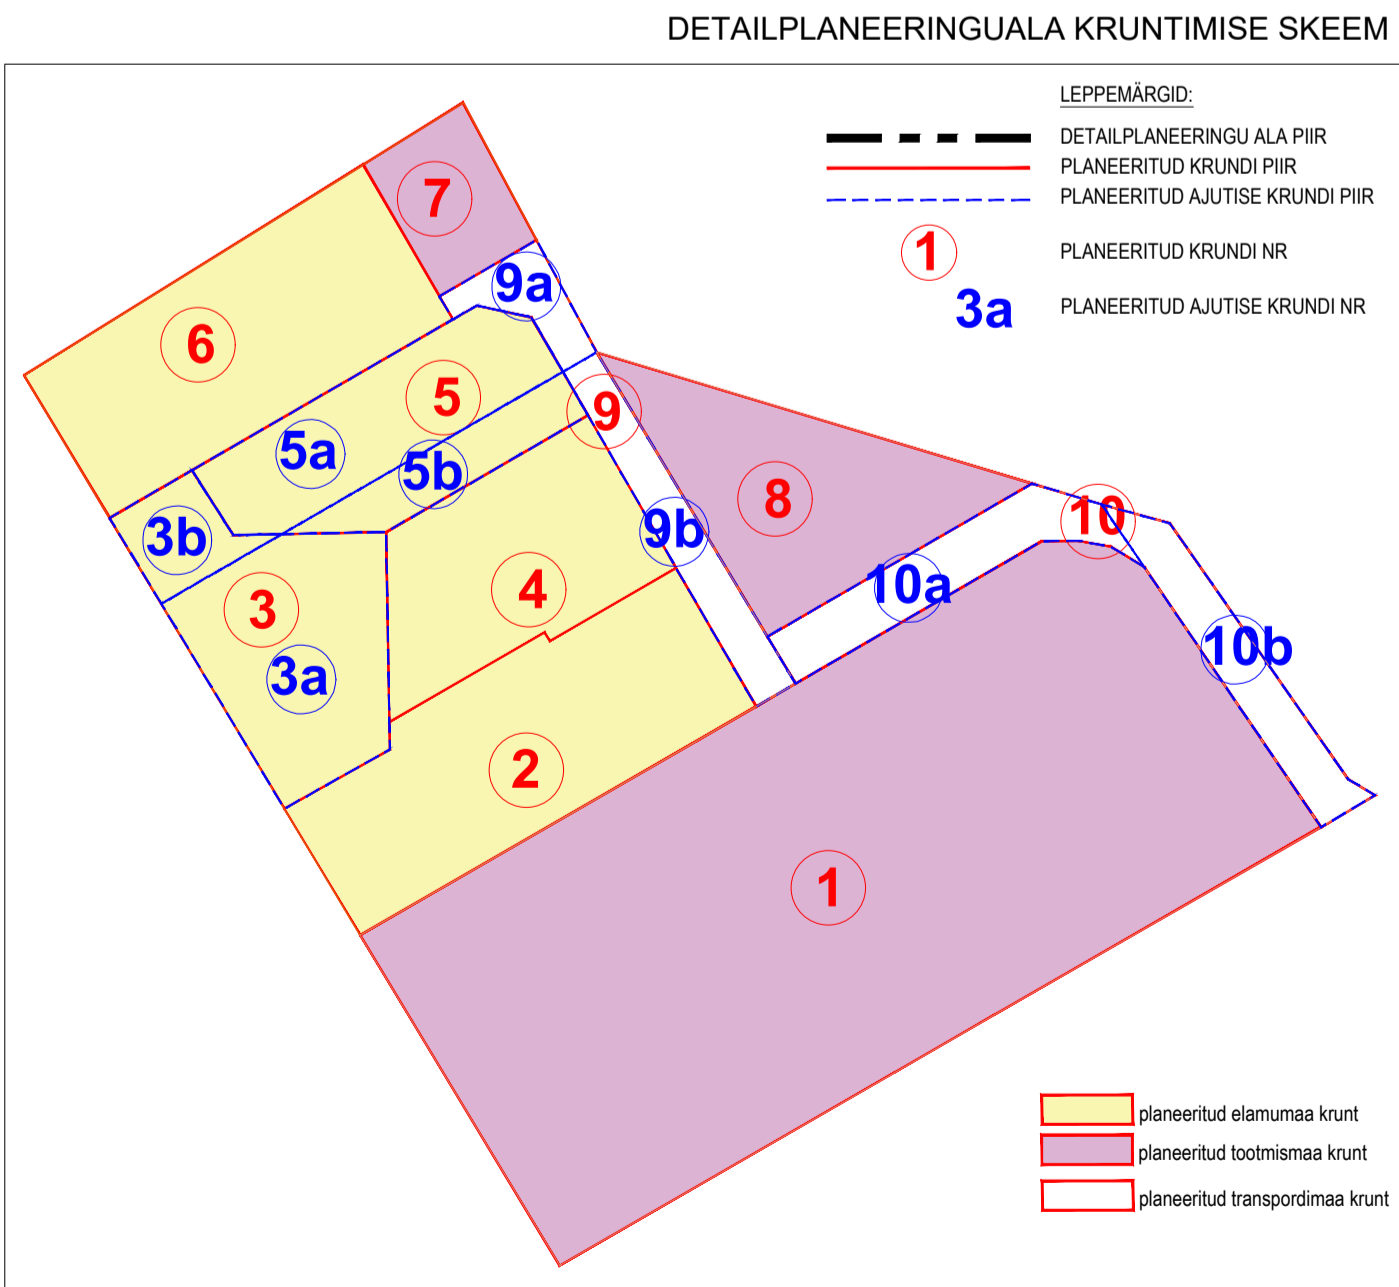 DETAILPLANEERINGUALA KRUNTIMISE SKEEM
LEPPEMÄRGID:
DETAILPLANEERINGU ALA PIIR
PLANEERITUD KRUNDI PIIR
PLANEERITUD AJUTISE KRUNDI PIIR
1 PLANEERITUD KRUNDI NR
3a PLANEERITUD AJUTISE KRUNDI NR
7
9a
6
5
9
5a
5b
8
10
9b
3b
10a
4
3
10b
3a
2
1
planeeritud elamumaa krunt
planeeritud tootmismaa krunt
planeeritud transpordimaa krunt